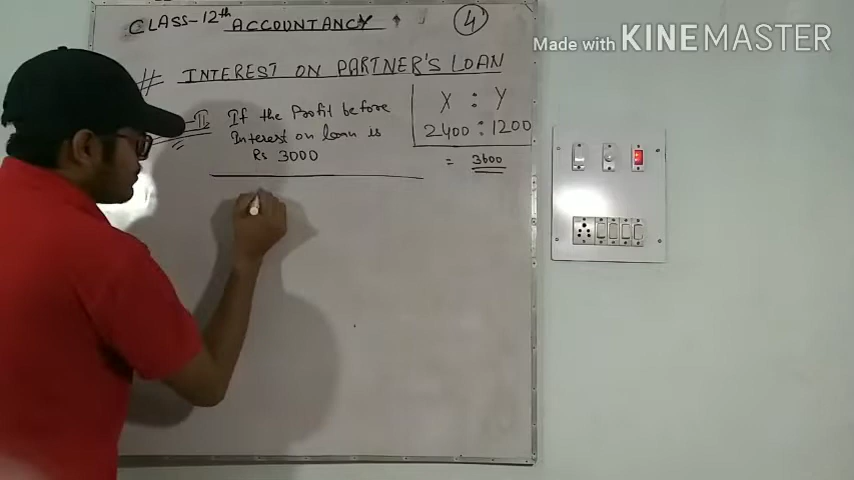 CLASS-12th ACCOUNTANCY
4
Made with KINEMASTER
# INTEREST ON PARTNER'S LOAN
-II If the Profit before
Interest on loan is
Rs 3000
X : Y
2400 : 1200
= 3600